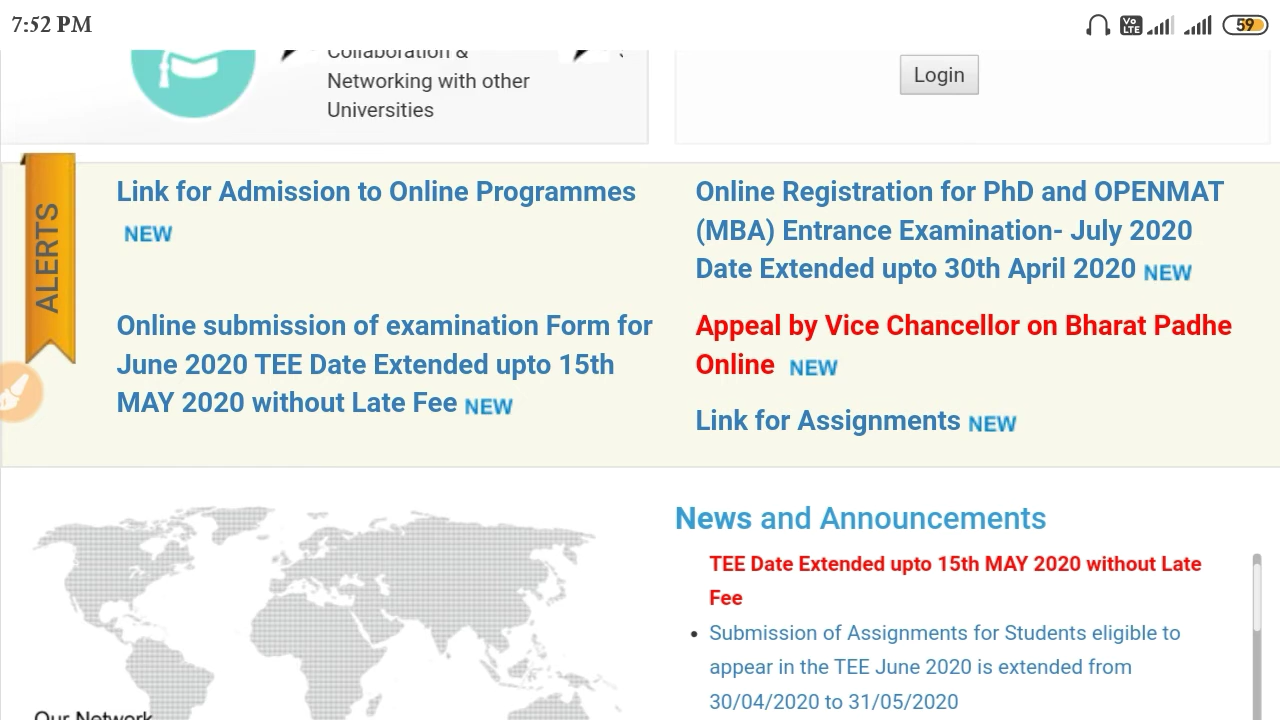 7:52 PM
Vo LTE
59
Collaboration &
Networking with other
Universities
Login
ALERTS
Link for Admission to Online Programmes
NEW
Online submission of examination Form for
June 2020 TEE Date Extended upto 15th
MAY 2020 without Late Fee NEW
Online Registration for PhD and OPENMAT
(MBA) Entrance Examination- July 2020
Date Extended upto 30th April 2020 NEW
Appeal by Vice Chancellor on Bharat Padhe
Online NEW
Link for Assignments NEW
News and Announcements
TEE Date Extended upto 15th MAY 2020 without Late
Fee
• Submission of Assignments for Students eligible to
appear in the TEE June 2020 is extended from
30/04/2020 to 31/05/2020
Our Network